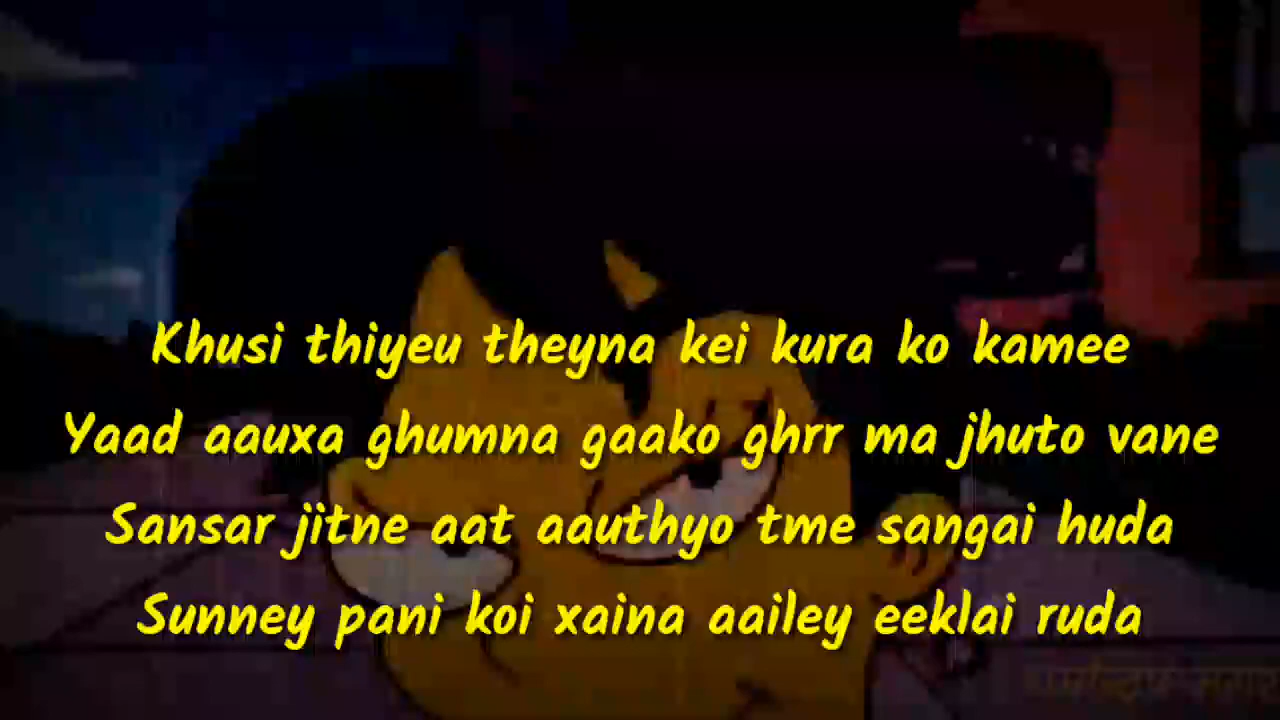 Khusi thiyeu theyna kei kura ko kamee
Yaad aauxa ghumna gaako ghrr ma jhuto vane
Sansar jitne aat aauthyo tme sangai huda
Sunney pani koi xaina aailey eeklai ruda